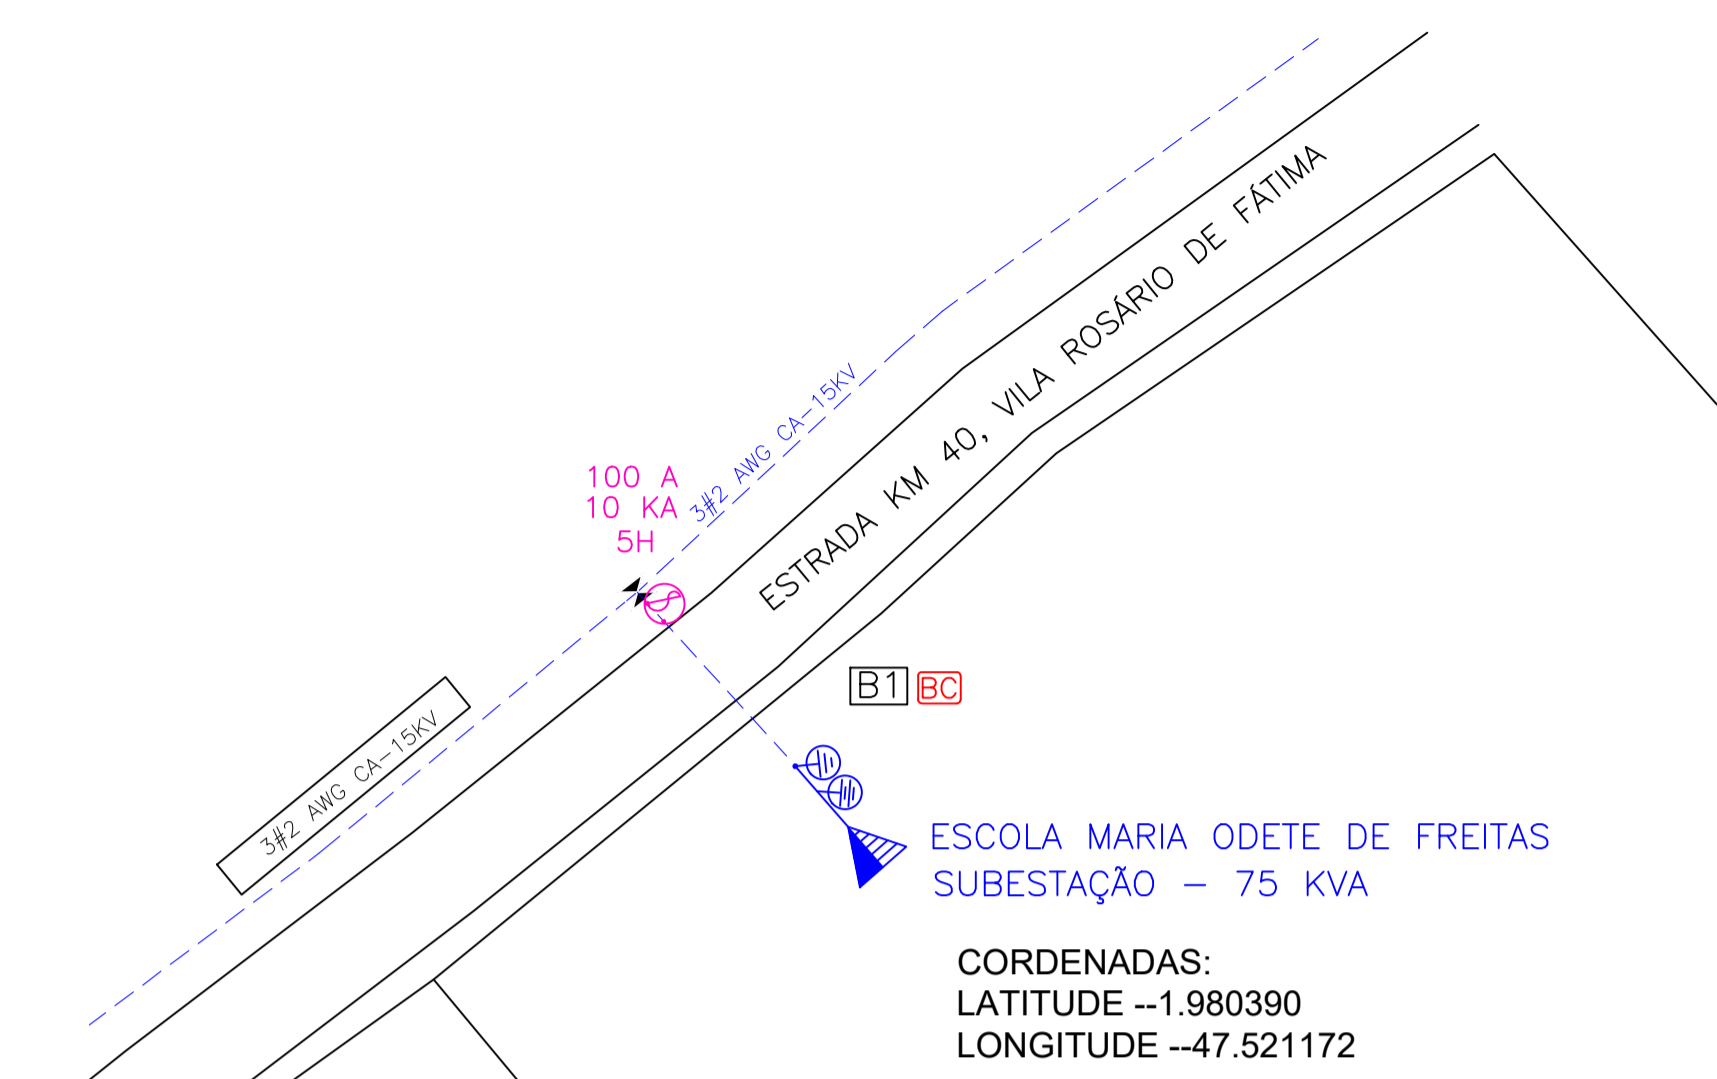 ESTRADA KM 40, VILA ROSÁRIO DE FÁTIMA
3#2 AWG CA-15KV
100 A
10 KA
5H
B1 BC
3#2 AWG CA-15KV
ESCOLA MARIA ODETE DE FREITAS
SUBESTAÇÃO - 75 KVA
CORDENADAS:
LATITUDE --1.980390
LONGITUDE --47.521172